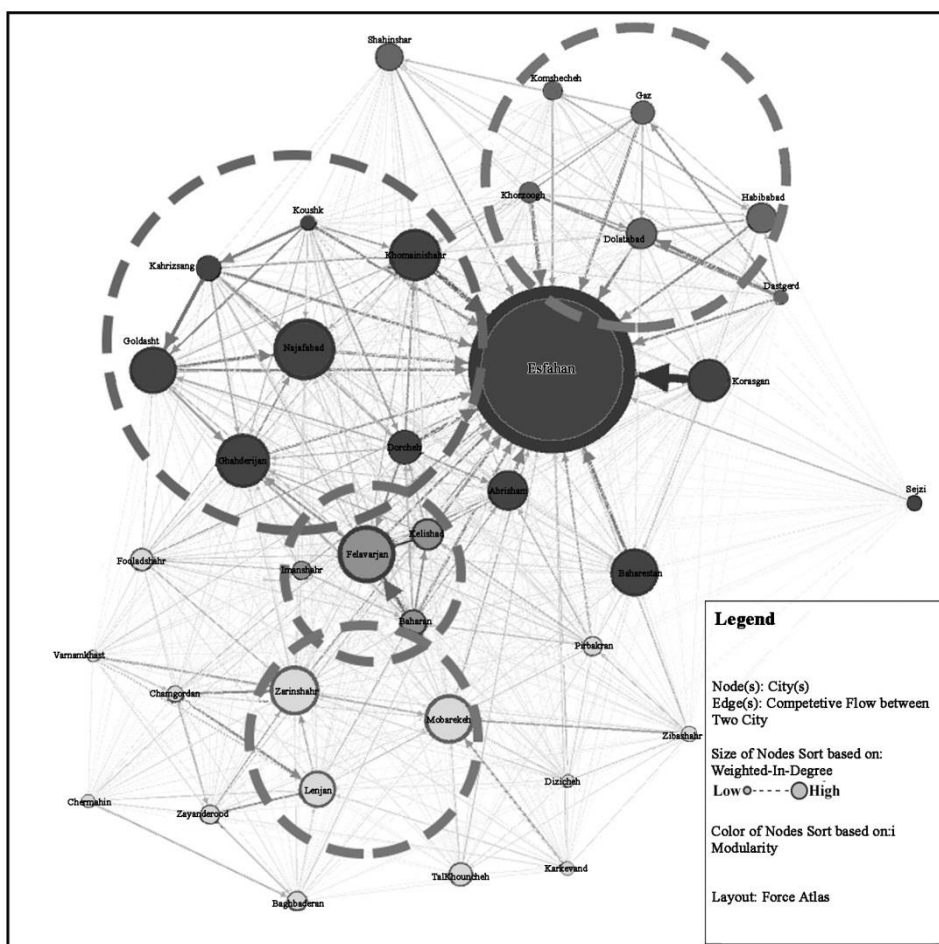 Shahinshar
Komshecheh
Gaz
Khorzoogh
Habibabad
Dolatabad
Dastgerd
Koushk
Khomainishahr
Kahrizsang
Goldasht
Najafabad
Esfahan
Korasgan
Ghahderijan
Dorcheh
Abrisham
Sejzi
Kelishad
Felavarjan
Fooladshahr
Imanshahr
Baharestan
Baharan
Pirbakran
Varnamkhast
Chamgordan
Zarinshahr
Mobarekeh
Zibashahr
Dizicheh
Lenjan
Chermahin
Zayanderood
Karkevand
TalKhouncheh
Baghbaderan
Legend
Node(s): City(s)
Edge(s): Competetive Flow between
Two City
Size of Nodes Sort based on:
Weighted-In-Degree
Low High
Color of Nodes Sort based on:i
Modularity
Layout: Force Atlas